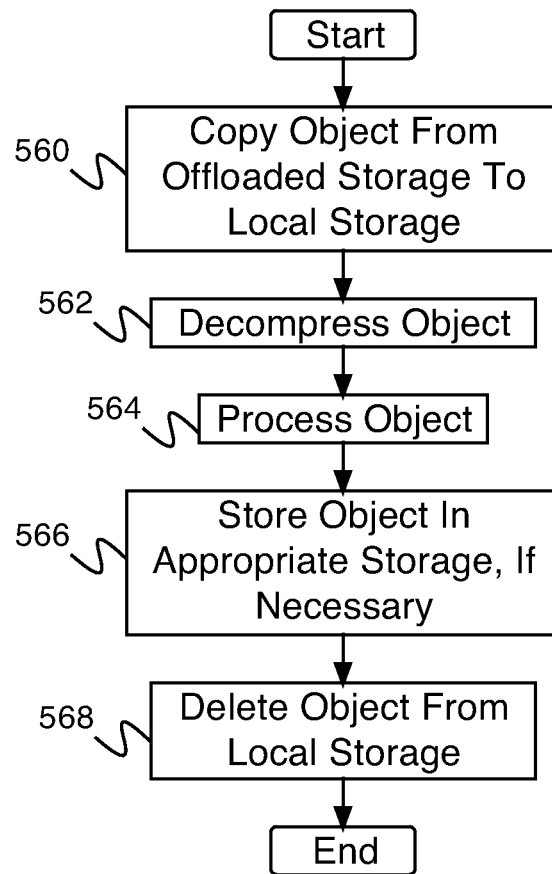 Start
560
Copy Object From
Offloaded Storage To
Local Storage
562
Decompress Object
564
Process Object
566
Store Object In
Appropriate Storage, If
Necessary
568
Delete Object From
Local Storage
End